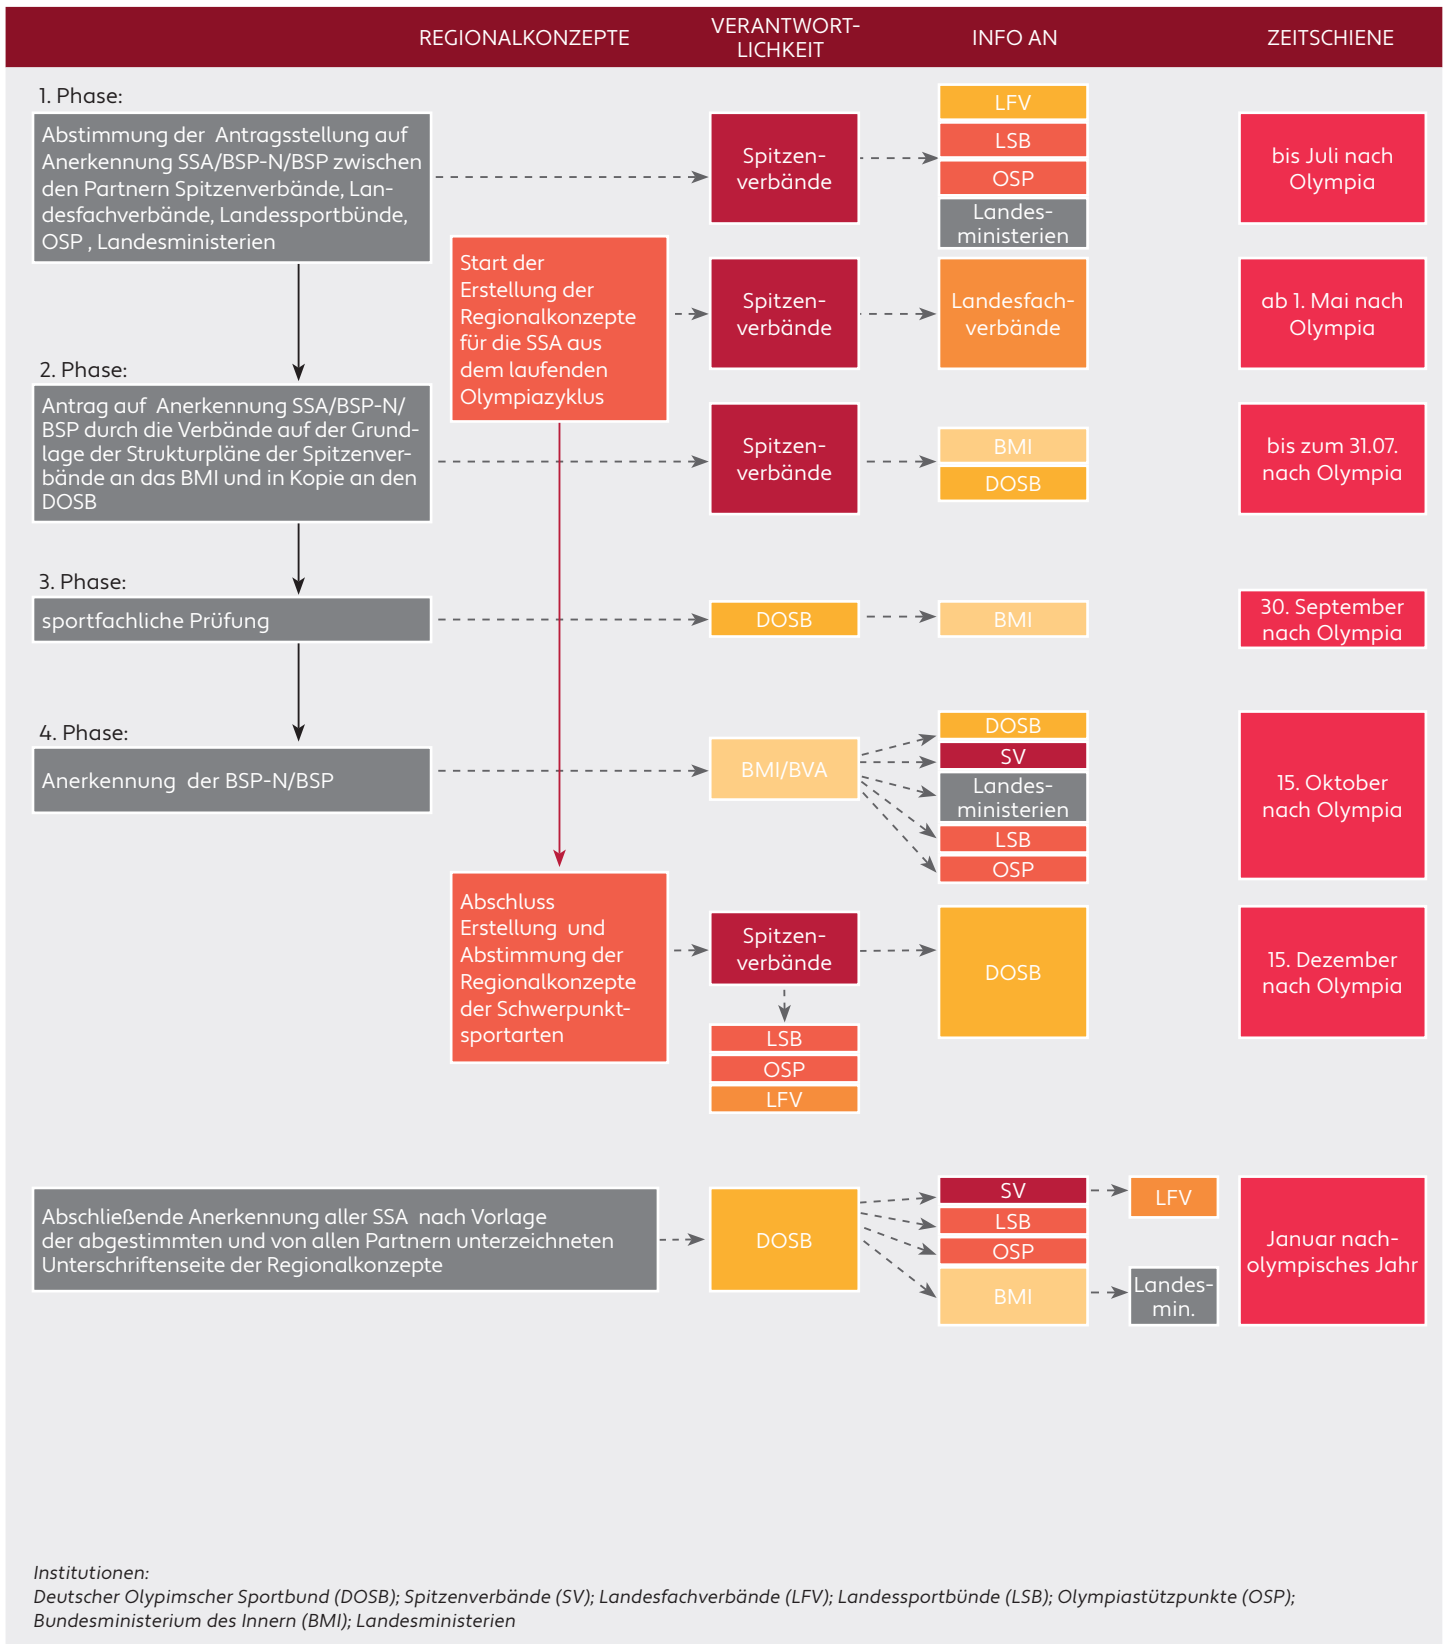 REGIONALKONZEPTE
VERANTWORT-
LICHKEIT
INFO AN
ZEITSCHIENE
1. Phase:
Abstimmung der Antragsstellung auf
Anerkennung SSA/BSP-N/BSP zwischen
den Partnern Spitzenverbände, Lan-
desfachverbände, Landessportbünde,
OSP , Landesministerien
Spitzen-
verbände
LFV
LSB
OSP
Landes-
ministerien
bis Juli nach
Olympia
Start der
Erstellung der
Regionalkonzepte
für die SSA aus
dem laufenden
Olympiazyklus
Spitzen-
verbände
Landesfach-
verbände
ab 1. Mai nach
Olympia
2. Phase:
Antrag auf Anerkennung SSA/BSP-N/
BSP durch die Verbände auf der Grund-
lage der Strukturpläne der Spitzenver-
bände an das BMI und in Kopie an den
DOSB
Spitzen-
verbände
BMI
DOSB
bis zum 31.07.
nach Olympia
3. Phase:
sportfachliche Prüfung
DOSB
BMI
30. September
nach Olympia
4. Phase:
Anerkennung der BSP-N/BSP
BMI/BVA
DOSB
SV
Landes-
ministerien
LSB
OSP
15. Oktober
nach Olympia
Abschluss
Erstellung und
Abstimmung der
Regionalkonzepte
der Schwerpunkt-
sportarten
Spitzen-
verbände
LSB
OSP
LFV
DOSB
15. Dezember
nach Olympia
Abschließende Anerkennung aller SSA nach Vorlage
der abgestimmten und von allen Partnern unterzeichneten
Unterschriftenseite der Regionalkonzepte
DOSB
SV
LSB
OSP
BMI
LFV
Landes-
min.
Januar nach-
olympisches Jahr
Institutionen:
Deutscher Olypimscher Sportbund (DOSB); Spitzenverbände (SV); Landesfachverbände (LFV); Landessportbünde (LSB); Olympiastützpunkte (OSP);
Bundesministerium des Innern (BMI); Landesministerien